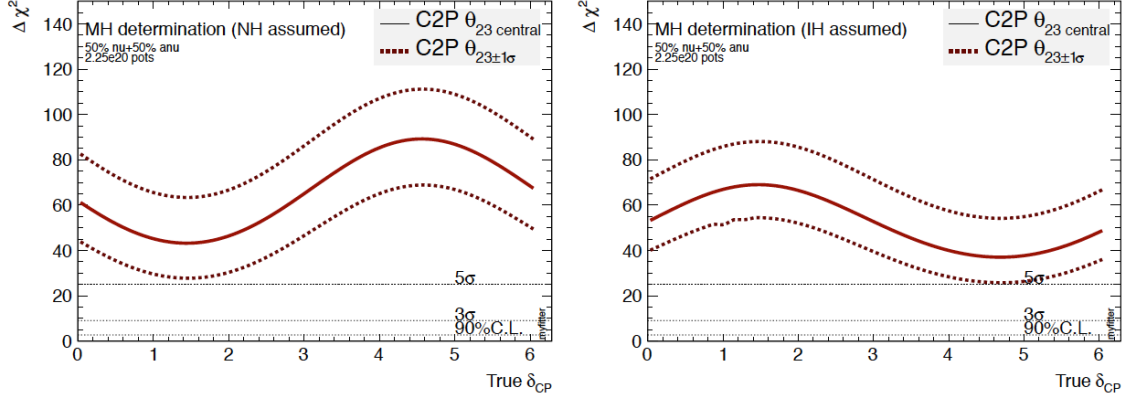 Δ χ²
140
120
100
80
60
40
20
0
MH determination (NH assumed)
50% nu+50% anu
2.25e20 pots
C2P θ23 central
C2P θ23±1σ
5σ
3σ
90%C.L.
myfitter
0 1 2 3 4 5 6
True δCP
Δ χ²
140
120
100
80
60
40
20
0
MH determination (IH assumed)
50% nu+50% anu
2.25e20 pots
C2P θ23 central
C2P θ23±1σ
5σ
3σ
90%C.L.
myfitter
0 1 2 3 4 5 6
True δCP